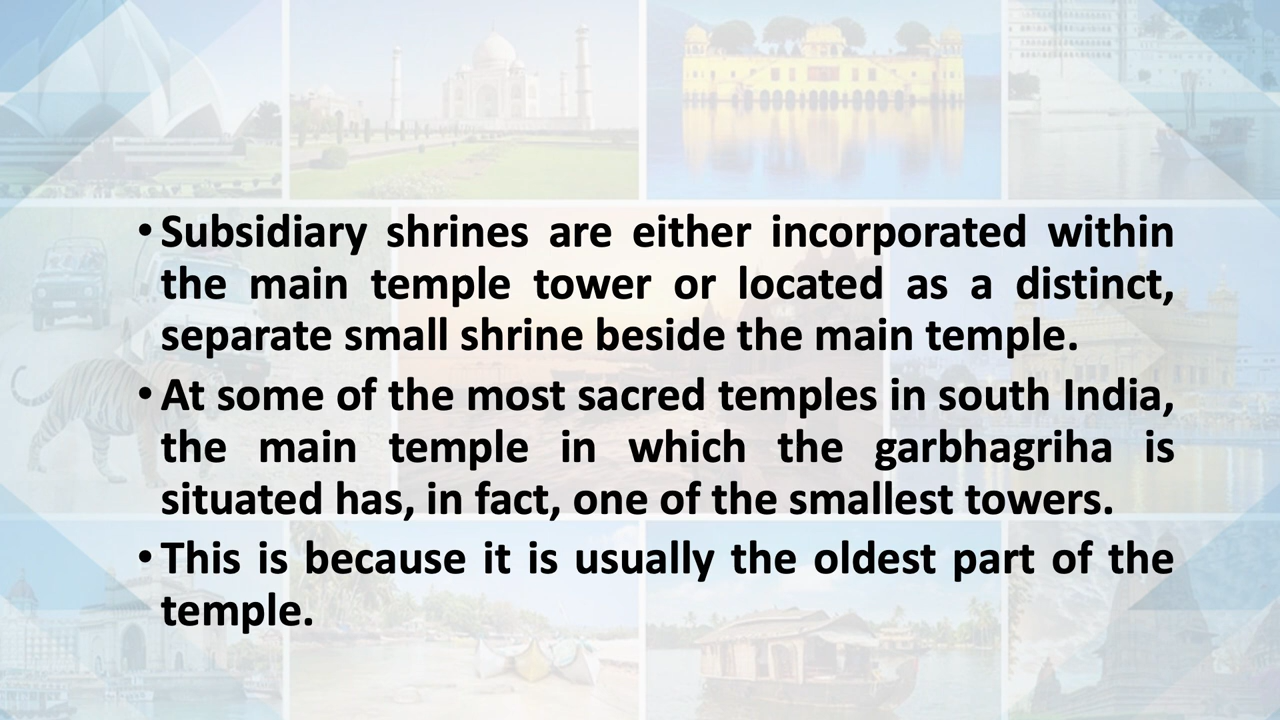 • Subsidiary shrines are either incorporated within
the main temple tower or located as a distinct,
separate small shrine beside the main temple.
• At some of the most sacred temples in south India,
the main temple in which the garbhagriha is
situated has, in fact, one of the smallest towers.
• This is because it is usually the oldest part of the
temple.